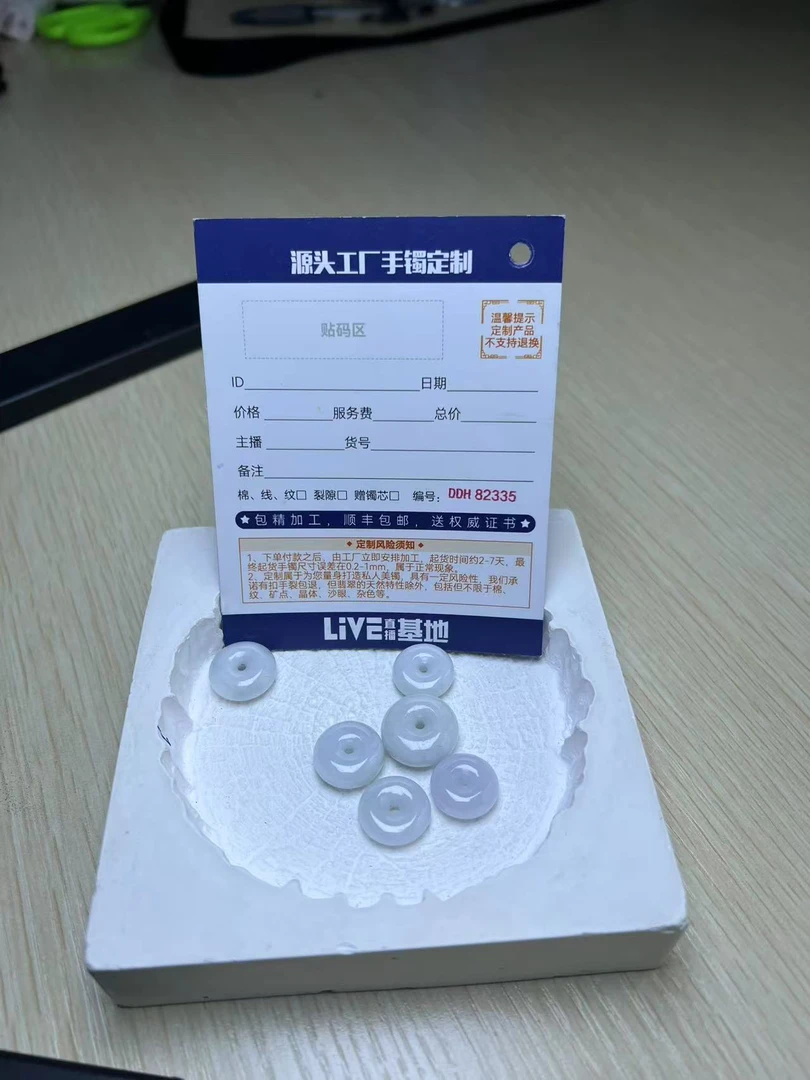 源头工厂手镯定制
贴码区
温馨提示
定制产品
不支持退换
ID 日期
价格 服务费 总价
主播 货号
备注
棉、线、纹□ 裂隙□ 赠镯芯□ 编号: DDH 82335
★包精加工,顺丰包邮,送权威证书★
◆ 定制风险须知 ◆
1、下单付款之后,由工厂立即安排加工,起货时间约2-7天,最
终起货手镯尺寸误差在0.2-1mm,属于正常现象。
2、定制属于为您量身打造私人美镯,具有一定风险性,我们承
诺有扣手裂包退,但翡翠的天然特性除外,包括但不限于棉、
纹、矿点、晶体、沙眼、杂色等。
LiVE直播基地